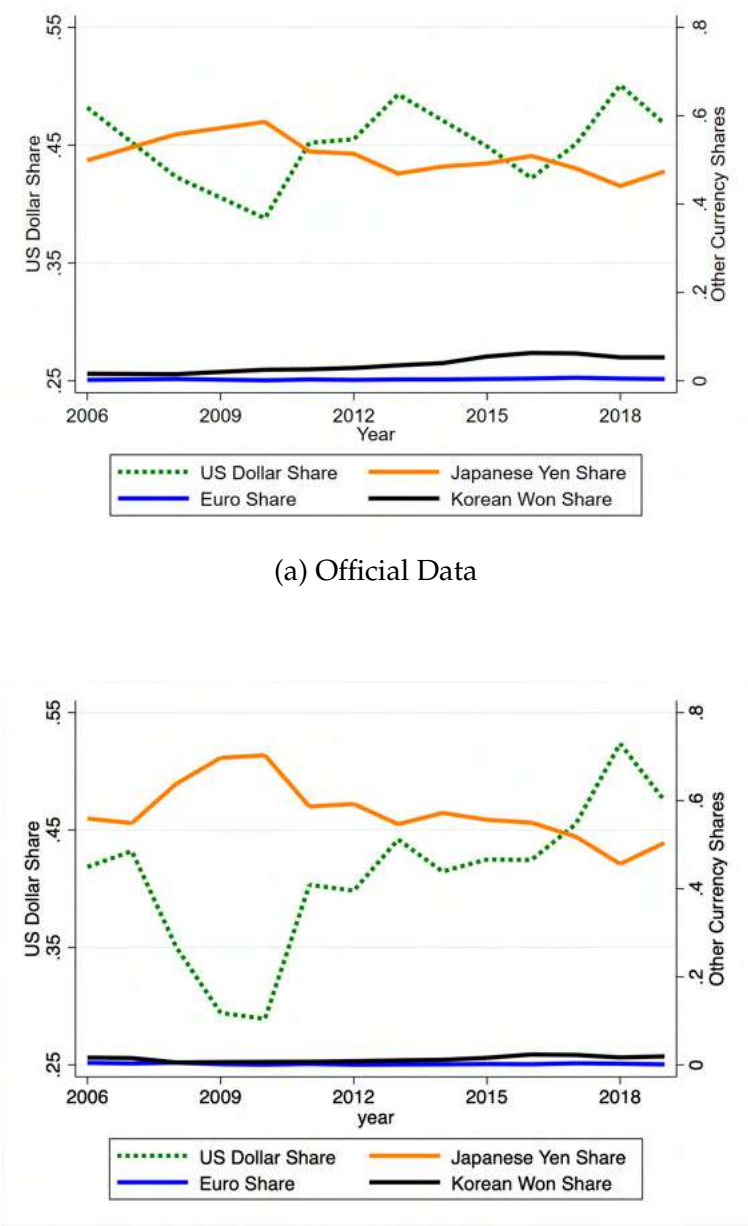 .55
.45
.35
.25
US Dollar Share
.8
.6
.4
.2
0
Other Currency Shares
2006 2009 2012 2015 2018
Year
US Dollar Share Japanese Yen Share
Euro Share Korean Won Share
(a) Official Data
.55
.45
.35
.25
US Dollar Share
.8
.6
.4
.2
0
Other Currency Shares
2006 2009 2012 2015 2018
year
US Dollar Share Japanese Yen Share
Euro Share Korean Won Share